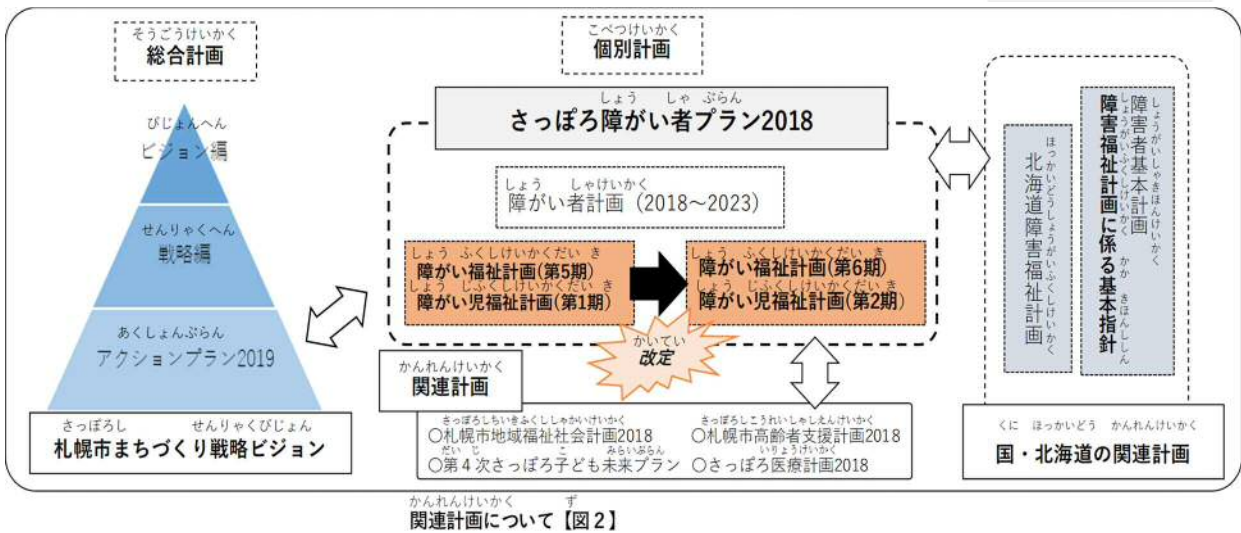 そうごうけいかく
総合計画
びじょんへん
ビジョン編
せんりゃくへん
戦略編
あくしょんぷらん
アクションプラン2019
さっぽろし せんりゃくびじょん
札幌市まちづくり戦略ビジョン
こべつけいかく
個別計画
しょう しゃ ぷらん
さっぽろ障がい者プラン2018
しょう しゃけいかく
障がい者計画（2018～2023）
しょう ふくしけいかくだい き
障がい福祉計画(第5期)
しょう じふくしけいかくだい き
障がい児福祉計画(第1期)
しょう ふくしけいかくだい き
障がい福祉計画(第6期)
しょう じふくしけいかくだい き
障がい児福祉計画(第2期)
かいてい
改定
かんれんけいかく
関連計画
さっぽろしちいきふくししゃかいけいかく
〇札幌市地域福祉社会計画2018
だい じ こ みらいぷらん
〇第４次さっぽろ子ども未来プラン
さっぽろしこうれいしゃしえんけいかく
〇札幌市高齢者支援計画2018
いりょうけいかく
〇さっぽろ医療計画2018
しょうがいしゃきほんけいかく
障害者基本計画
しょうがいふくしけいかく かか きほんししん
障害福祉計画に係る基本指針
ほっかいどうしょうがいふくしけいかく
北海道障害福祉計画
くに ほっかいどう かんれんけいかく
国・北海道の関連計画
かんれんけいかく ず
関連計画について【図２】